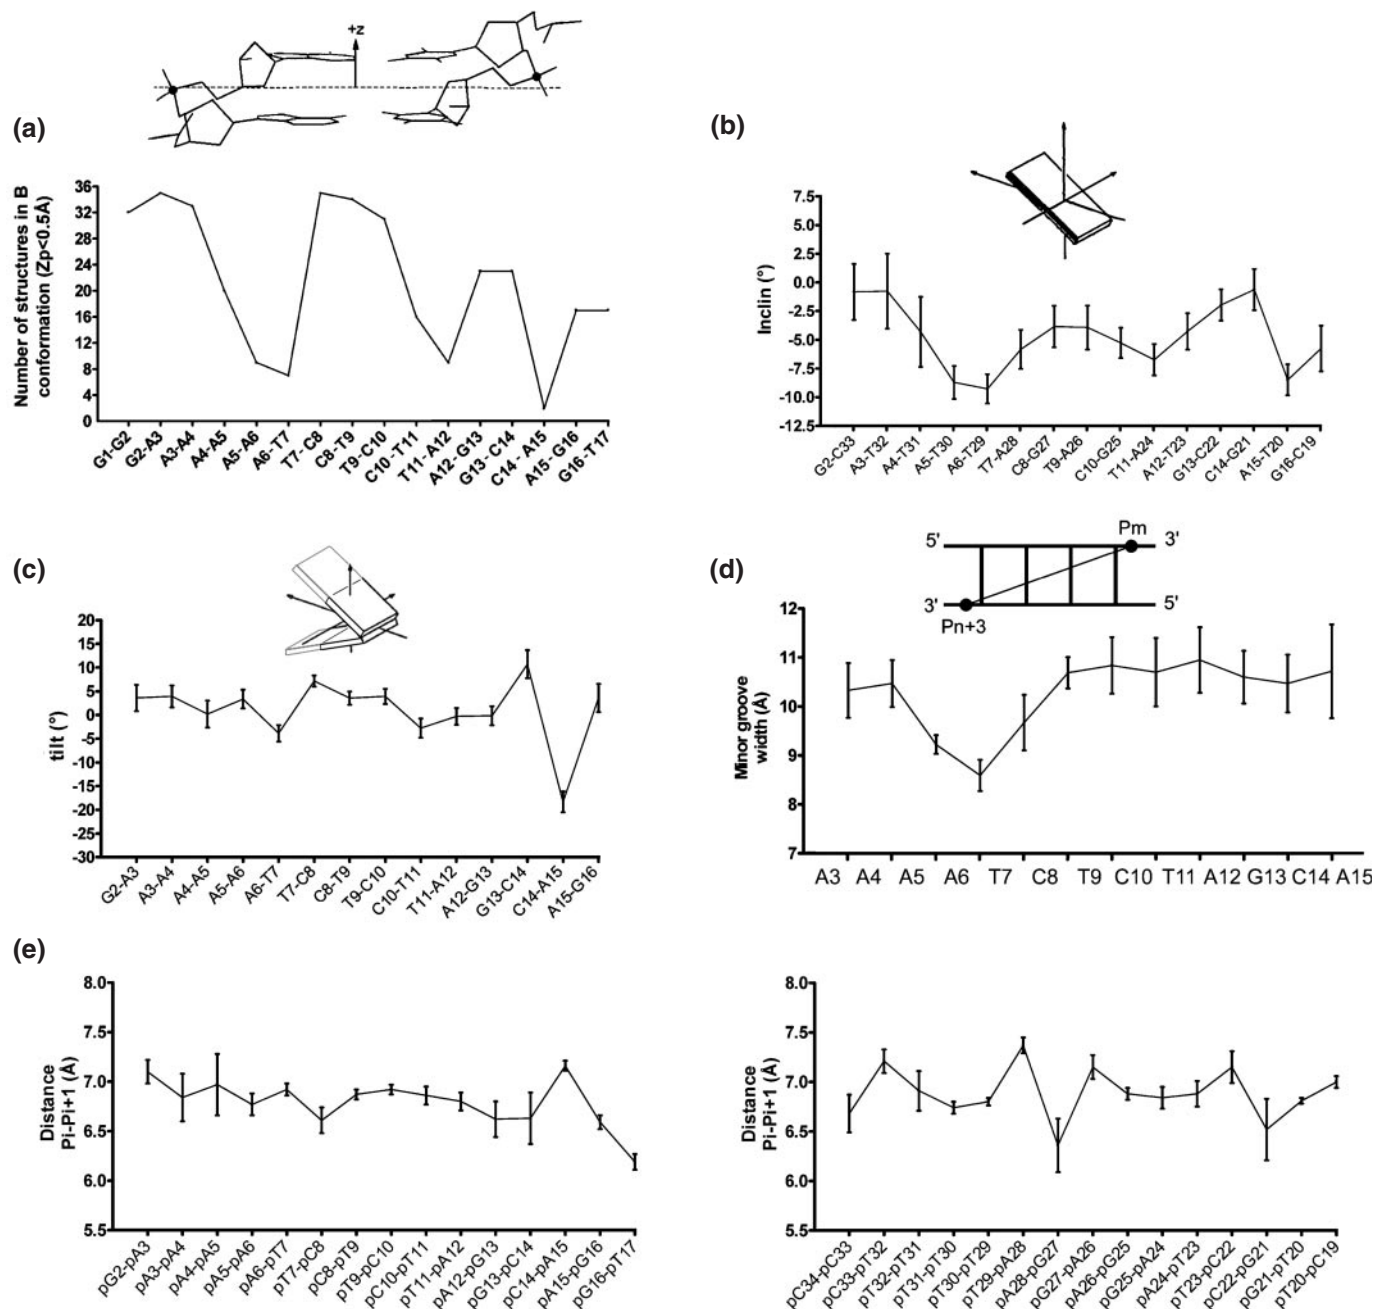 +z
(a)
Number of structures in B
conformation (Zp<0.5Å)
36
32
28
24
20
16
12
8
4
0
G1-G2
G2-A3
A3-A4
A4-A5
A5-A6
A6-T7
T7-C8
C8-T9
T9-C10
C10-T11
T11-A12
A12-G13
G13-C14
C14-A15
A15-G16
G16-T17
(b)
Inclin (°)
7.5
5.0
2.5
0.0
-2.5
-5.0
-7.5
-10.0
-12.5
G2-C33
A3-T32
A4-T31
A5-T30
A6-T29
T7-A28
C8-G27
T9-A26
C10-G25
T11-A24
A12-T23
G13-C22
C14-G21
A15-T20
G16-C19
(c)
tilt (°)
20
15
10
5
0
-5
-10
-15
-20
-25
-30
G2-A3
A3-A4
A4-A5
A5-A6
A6-T7
T7-C8
C8-T9
T9-C10
C10-T11
T11-A12
A12-G13
G13-C14
C14-A15
A15-G16
(d)
Pm
5' 3'
3' 5'
Pn+3
Minor groove
width (Å)
12
11
10
9
8
7
A3 A4 A5 A6 T7 C8 T9 C10 T11 A12 G13 C14 A15
(e)
Distance
Pi-Pi+1 (Å)
8.0
7.5
7.0
6.5
6.0
5.5
pG2-pA3
pA3-pA4
pA4-pA5
pA5-pA6
pA6-pT7
pT7-pC8
pC8-pT9
pT9-pC10
pC10-pT11
pT11-pA12
pA12-pG13
pG13-pC14
pC14-pA15
pA15-pG16
pG16-pT17
Distance
Pi-Pi+1 (Å)
8.0
7.5
7.0
6.5
6.0
5.5
pC34-pC33
pC33-pT32
pT32-pT31
pT31-pT30
pT30-pT29
pT29-pA28
pA28-pG27
pG27-pA26
pA26-pG25
pG25-pA24
pA24-pT23
pT23-pC22
pC22-pG21
pG21-pT20
pT20-pC19